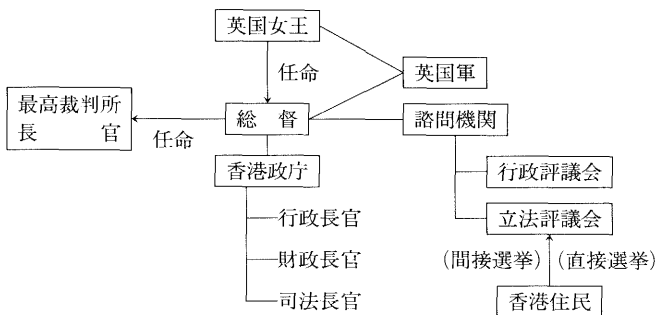 英国女王
任命
英国軍
最高裁判所
長官
任命
総督
諮問機関
香港政庁
行政評議会
行政長官
立法評議会
財政長官
(間接選挙) (直接選挙)
司法長官
香港住民